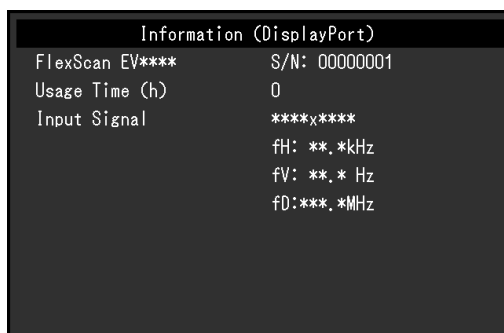 Information (DisplayPort)
FlexScan EV**** S/N: 00000001
Usage Time (h) 0
Input Signal ****x****
fH: **.*kHz
fV: **.* Hz
fD:***.*MHz